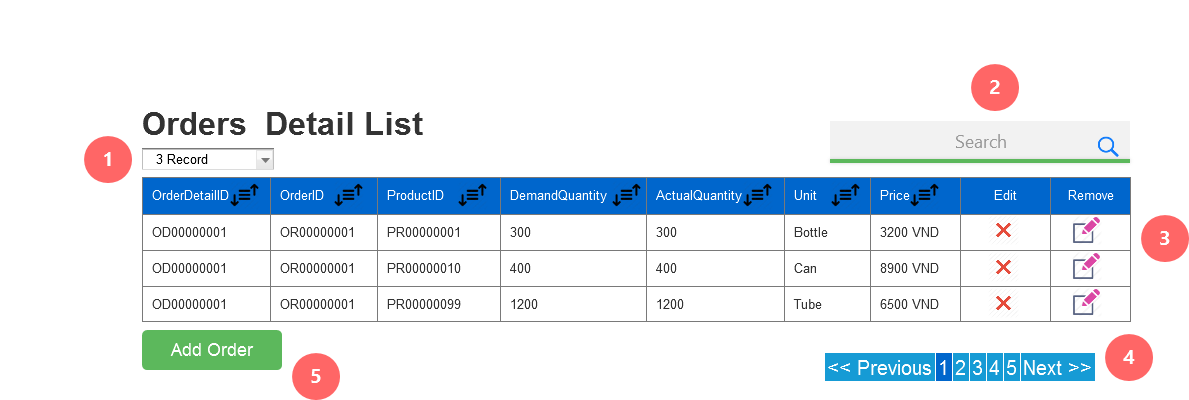 2
Orders Detail List
Search
1
3 Record
OrderDetailID OrderID ProductID DemandQuantity ActualQuantity Unit Price Edit Remove
OD00000001 OR00000001 PR00000001 300 300 Bottle 3200 VND
3
OD00000001 OR00000001 PR00000010 400 400 Can 8900 VND
OD00000001 OR00000001 PR00000099 1200 1200 Tube 6500 VND
Add Order
4
<< Previous 1 2 3 4 5 Next >>
5